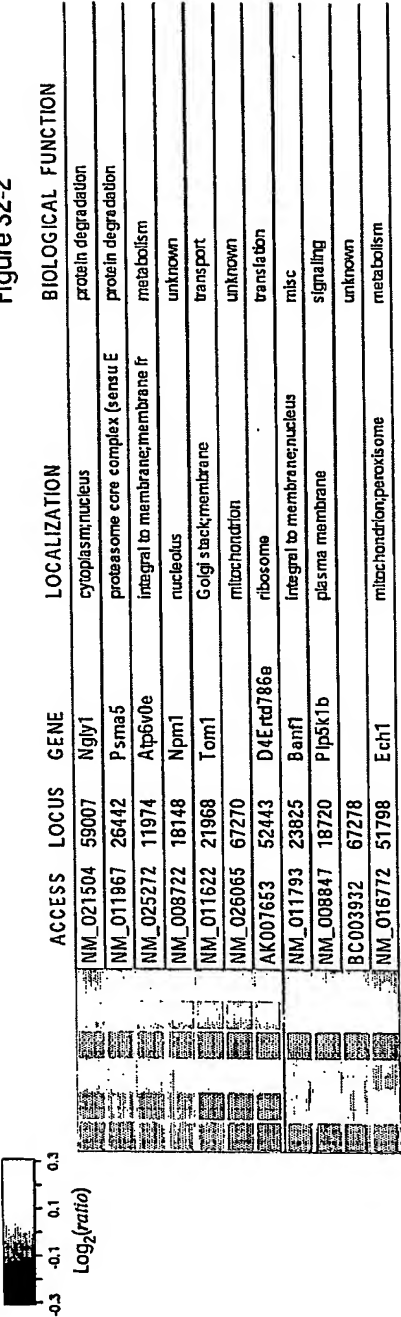 Figure S2-2
-0.3 -0.1 0.1 0.3
Log2(ratio)
ACCESS LOCUS GENE LOCALIZATION BIOLOGICAL FUNCTION
NM_021504 59007 Ngly1 cytoplasm;nucleus protein degradation
NM_011967 26442 Psma5 proteasome core complex (sensu E protein degradation
NM_025272 11974 Atp6v0e integral to membrane;membrane fr metabolism
NM_008722 18148 Npm1 nucleolus unknown
NM_011622 21968 Tom1 Golgi stack;membrane transport
NM_026065 67270 mitochondrion unknown
AK007653 52443 D4Ertd786e ribosome translation
NM_011793 23825 Banf1 integral to membrane;nucleus misc
NM_008847 18720 Pip5k1b plasma membrane signaling
BC003932 67278 unknown
NM_016772 51798 Ech1 mitochondrion;peroxisome metabolism